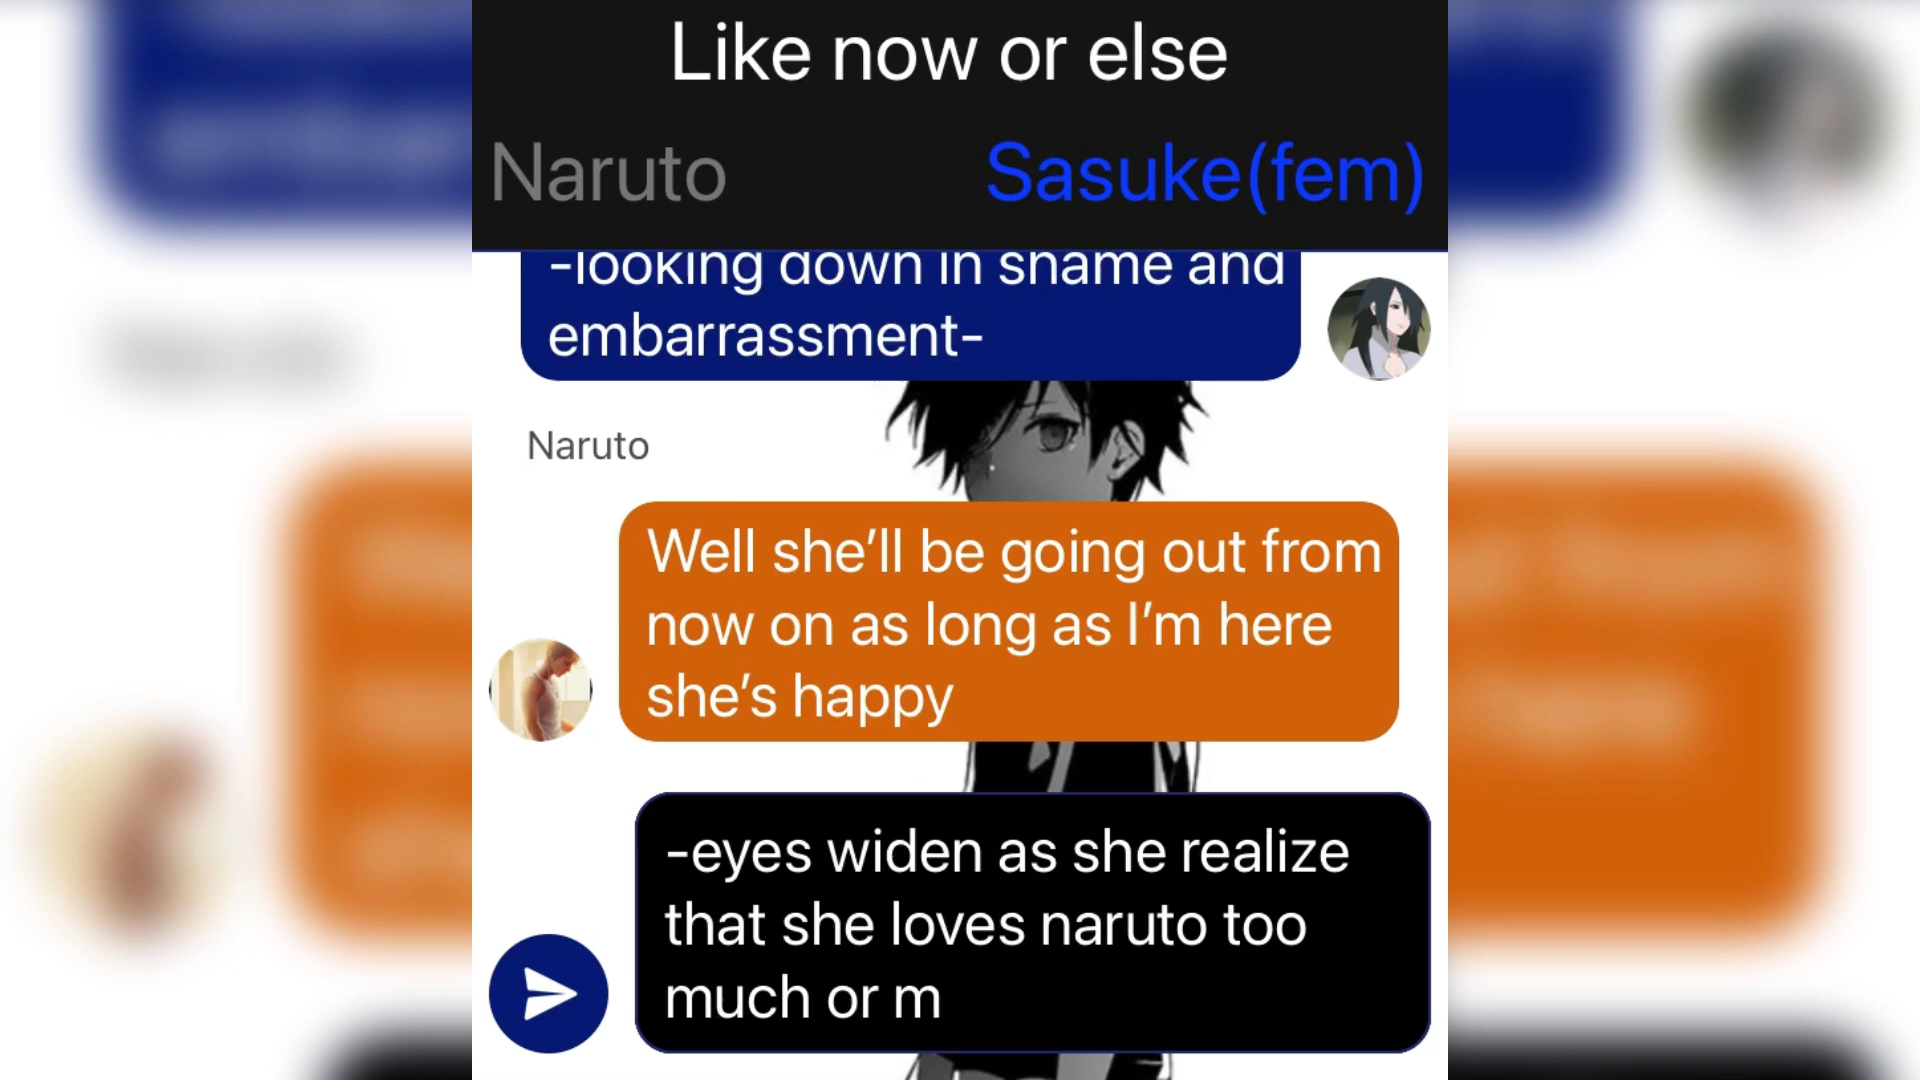 Like now or else
Naruto
Sasuke(fem)
-looking down in shame and
embarrassment-
Naruto
Well she’ll be going out from
now on as long as I’m here
she’s happy
-eyes widen as she realize
that she loves naruto too
much or m